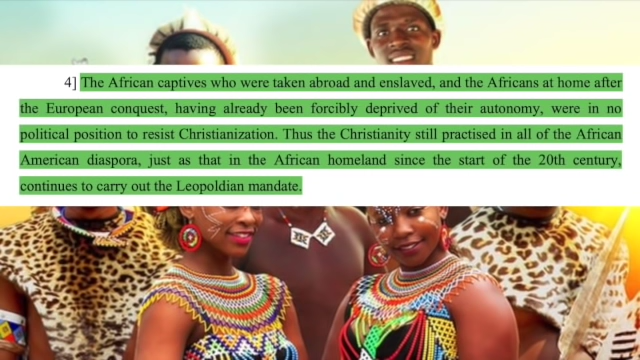 4] The African captives who were taken abroad and enslaved, and the Africans at home after
the European conquest, having already been forcibly deprived of their autonomy, were in no
political position to resist Christianization. Thus the Christianity still practised in all of the African
American diaspora, just as that in the African homeland since the start of the 20th century,
continues to carry out the Leopoldian mandate.